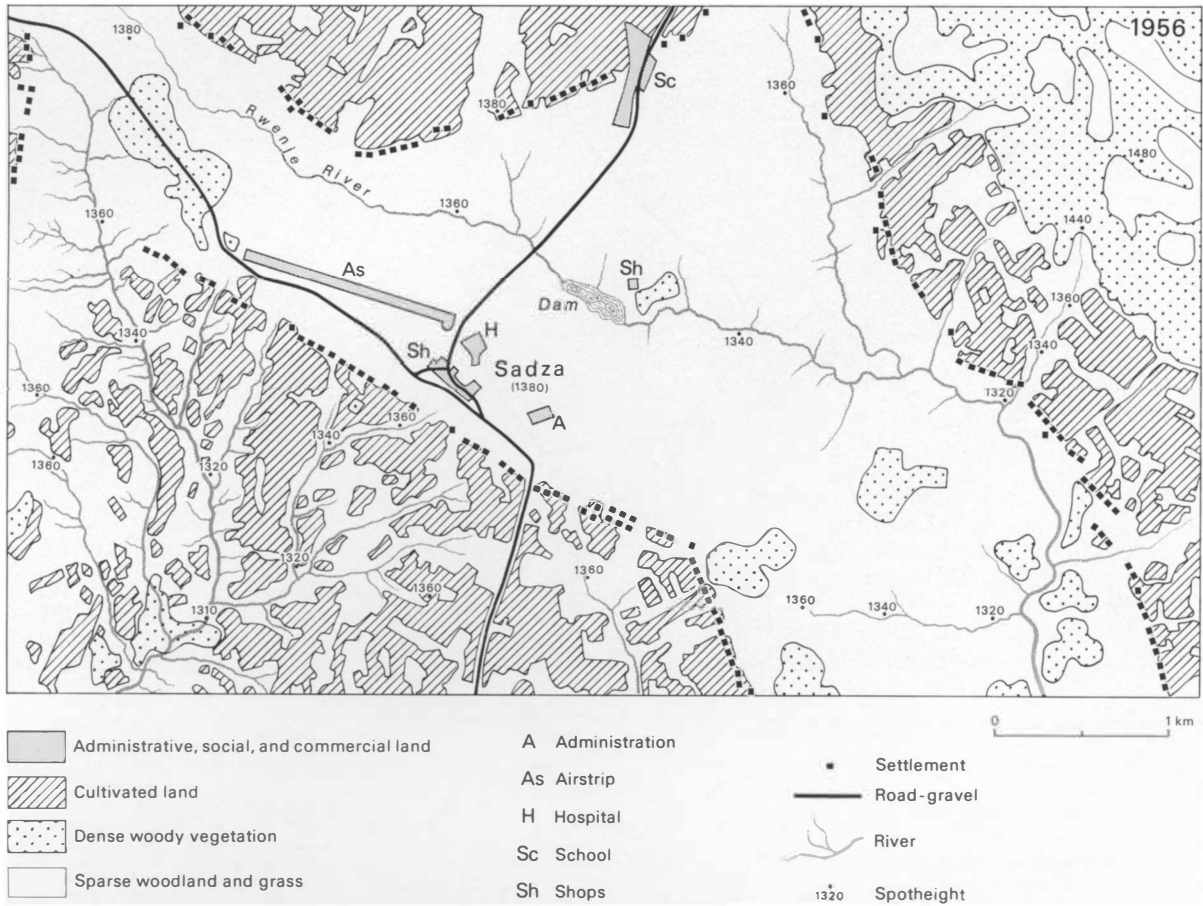 1956
1380
Sc
1380
1360
Rwenje River
1480
1360
1360
1440
As
Sh
1360
Dam
H
1340
1340
1340
Sh
Sadza
(1380)
1360
1320
A
1360
1340
1360
1320
1320
1360
1360
1360
1340
1320
1310
0 1 km
Administrative, social, and commercial land
Cultivated land
Dense woody vegetation
Sparse woodland and grass
A Administration
As Airstrip
H Hospital
Sc School
Sh Shops
Settlement
Road-gravel
River
1320 Spotheight